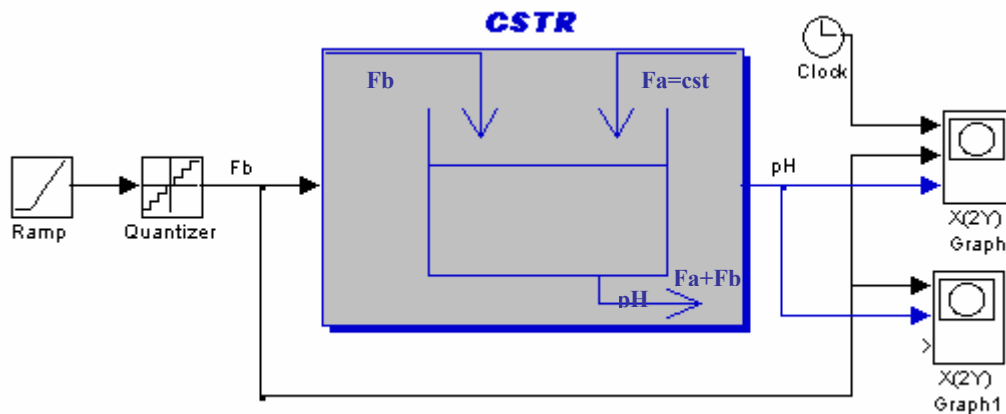 CSTR
Fb
Fa=cst
Clock
Fb
pH
Ramp
Quantizer
X(2Y)
Graph
Fa+Fb
pH
X(2Y)
Graph1